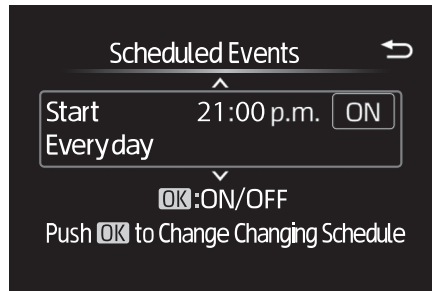 Scheduled Events
Start 21:00 p.m. ON
Everyday
OK:ON/OFF
Push OK to Change Changing Schedule